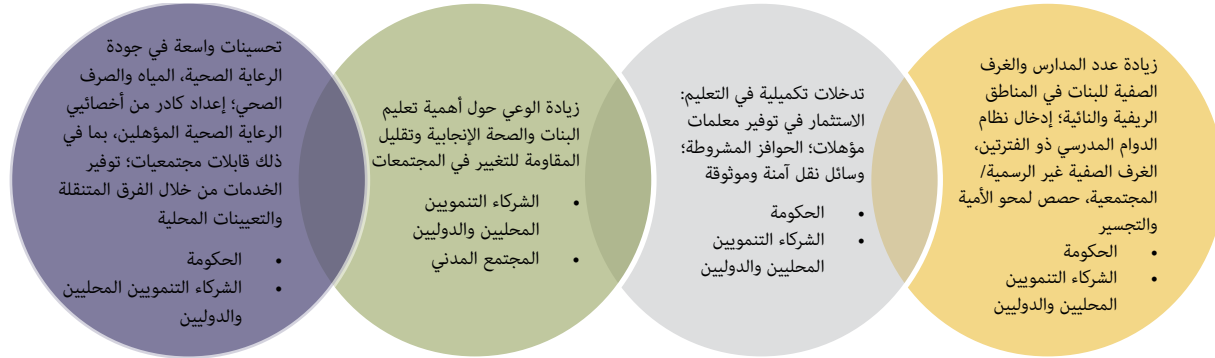 زيادة عدد المدارس والغرف
الصفية للبنات في المناطق
الريفية والنائية؛ إدخال نظام
الدوام المدرسي ذو الفترتين،
الغرف الصفية غير الرسمية/
المجتمعية، حصص لمحو الأمية
والتجسير
• الحكومة
• الشركاء التنمويين
المحليين والدوليين
تدخلات تكميلية في التعليم:
الاستثمار في توفير معلمات
مؤهلات؛ الحوافز المشروطة؛
وسائل نقل آمنة وموثوقة
• الحكومة
• الشركاء التنمويين
المحليين والدوليين
زيادة الوعي حول أهمية تعليم
البنات والصحة الإنجابية وتقليل
المقاومة للتغيير في المجتمعات
• الشركاء التنمويين
المحليين والدوليين
• المجتمع المدني
تحسينات واسعة في جودة
الرعاية الصحية، المياه والصرف
الصحي؛ إعداد كادر من أخصائيي
الرعاية الصحية المؤهلين، بما في
ذلك قابلات مجتمعيات؛ توفير
الخدمات من خلال الفرق المتنقلة
والتعيينات المحلية
• الحكومة
• الشركاء التنمويين المحليين
والدوليين